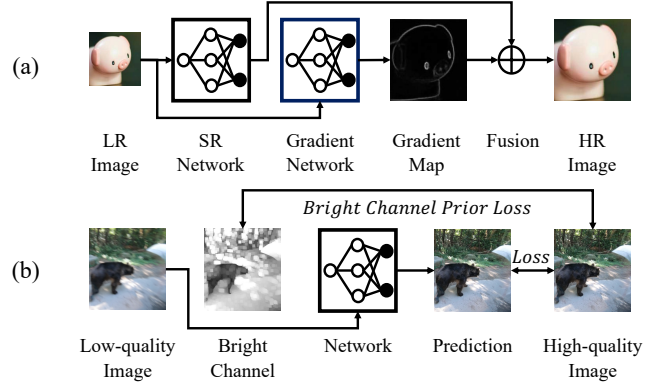 (a)
LR
Image
SR
Network
Gradient
Network
Gradient
Map
Fusion
HR
Image
Bright Channel Prior Loss
(b)
Loss
Low-quality
Image
Bright
Channel
Network
Prediction
High-quality
Image